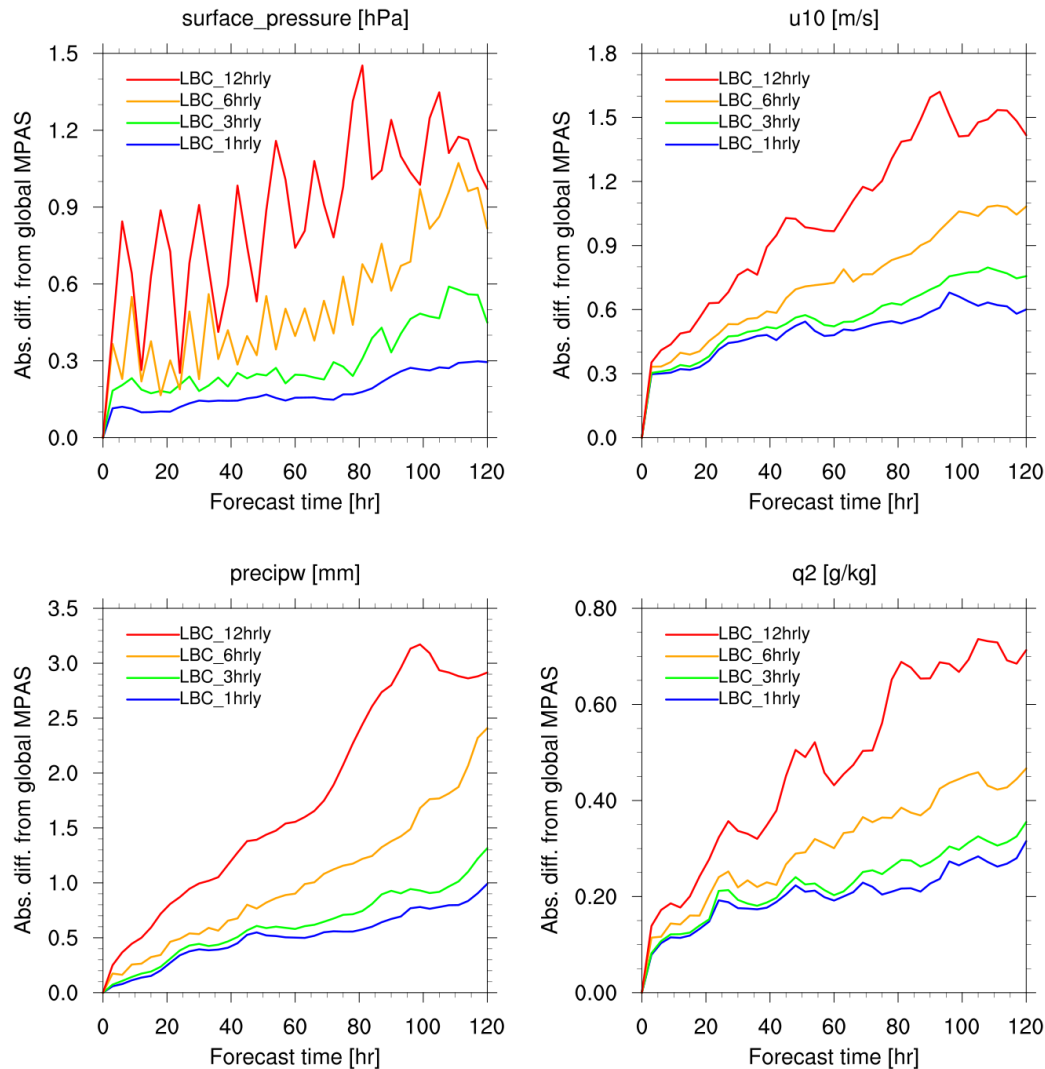 surface_pressure [hPa]
Abs. diff. from global MPAS
1.5
1.2
0.9
0.6
0.3
0.0
LBC_12hrly
LBC_6hrly
LBC_3hrly
LBC_1hrly
0 20 40 60 80 100 120
Forecast time [hr]
u10 [m/s]
Abs. diff. from global MPAS
1.8
1.5
1.2
0.9
0.6
0.3
0.0
LBC_12hrly
LBC_6hrly
LBC_3hrly
LBC_1hrly
0 20 40 60 80 100 120
Forecast time [hr]
precipw [mm]
Abs. diff. from global MPAS
3.5
3.0
2.5
2.0
1.5
1.0
0.5
0.0
LBC_12hrly
LBC_6hrly
LBC_3hrly
LBC_1hrly
0 20 40 60 80 100 120
Forecast time [hr]
q2 [g/kg]
Abs. diff. from global MPAS
0.80
0.60
0.40
0.20
0.00
LBC_12hrly
LBC_6hrly
LBC_3hrly
LBC_1hrly
0 20 40 60 80 100 120
Forecast time [hr]